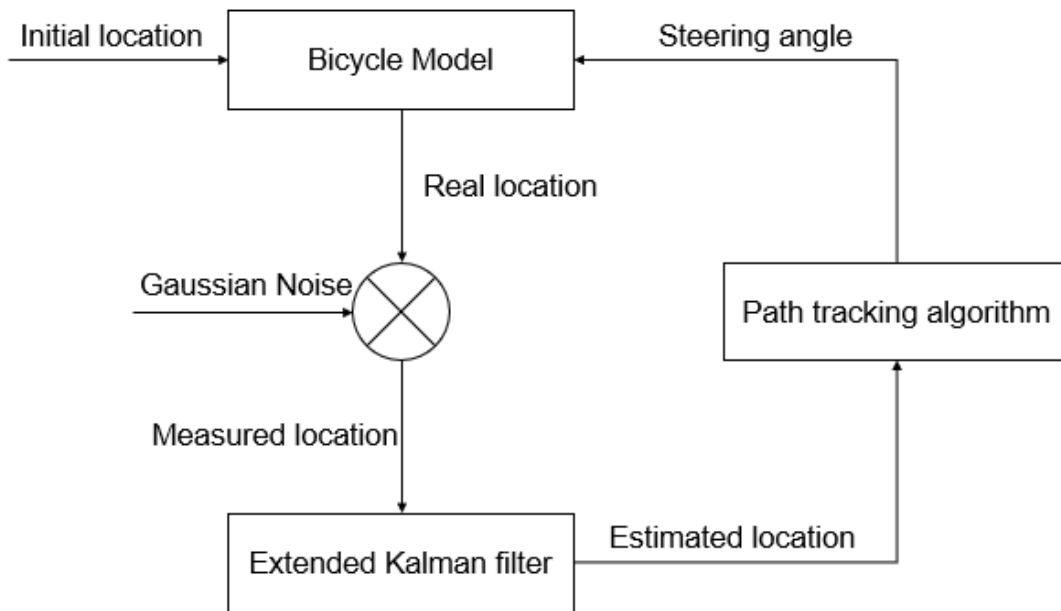 Initial location
Bicycle Model
Steering angle
Real location
Gaussian Noise
Path tracking algorithm
Measured location
Extended Kalman filter
Estimated location